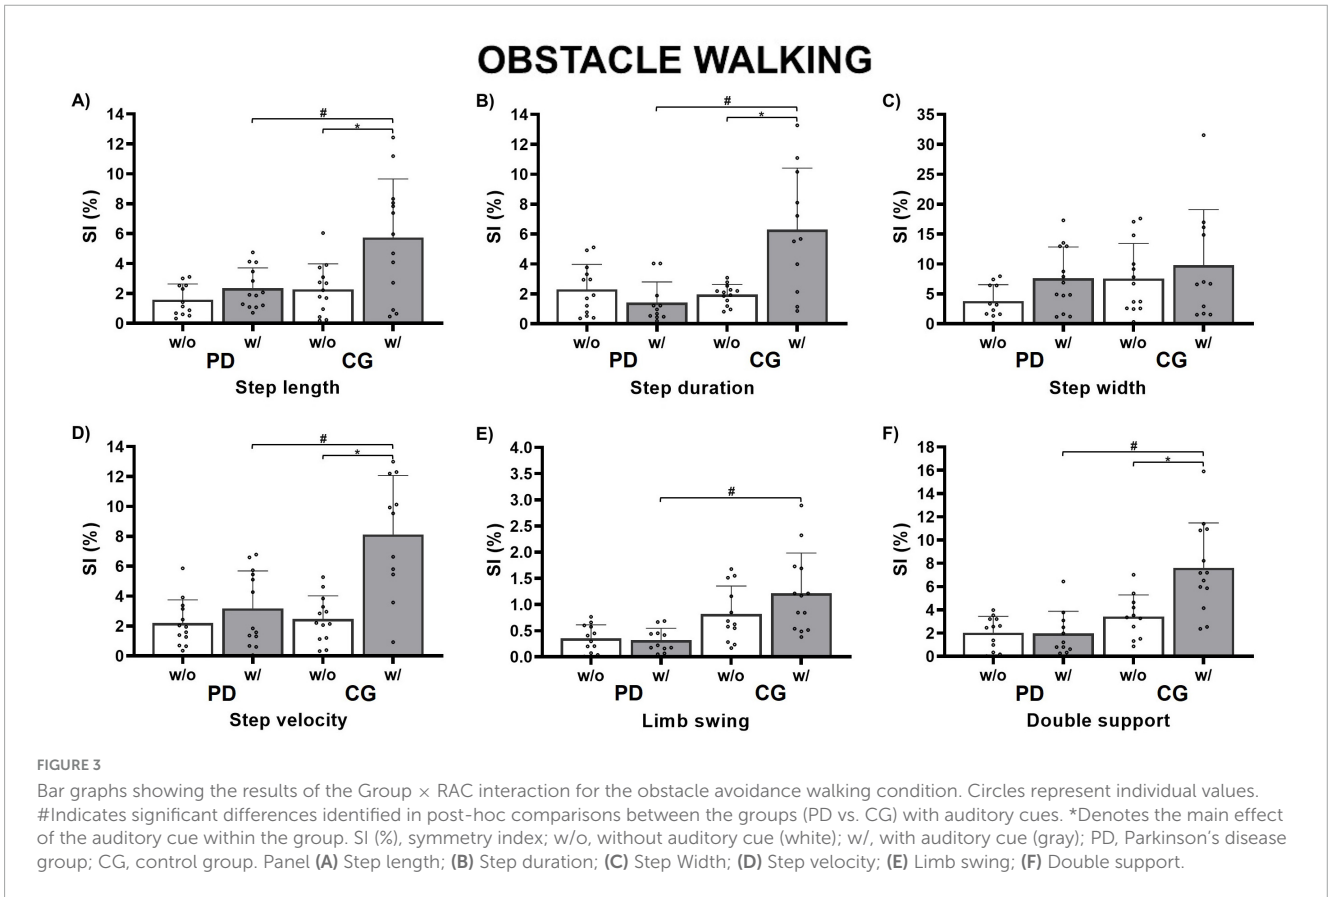 OBSTACLE WALKING
A)
14
12
10
8
6
4
2
0
SI (%)
#
*
w/o w/ w/o w/
PD CG
Step length
B)
14
12
10
8
6
4
2
0
SI (%)
#
*
w/o w/ w/o w/
PD CG
Step duration
C)
35
30
25
20
15
10
5
0
SI (%)
w/o w/ w/o w/
PD CG
Step width
D)
14
12
10
8
6
4
2
0
SI (%)
#
*
w/o w/ w/o w/
PD CG
Step velocity
E)
4.0
3.5
3.0
2.5
2.0
1.5
1.0
0.5
0.0
SI (%)
#
w/o w/ w/o w/
PD CG
Limb swing
F)
18
16
14
12
10
8
6
4
2
0
SI (%)
#
*
w/o w/ w/o w/
PD CG
Double support
FIGURE 3
Bar graphs showing the results of the Group × RAC interaction for the obstacle avoidance walking condition. Circles represent individual values.
#Indicates significant differences identified in post-hoc comparisons between the groups (PD vs. CG) with auditory cues. *Denotes the main effect
of the auditory cue within the group. SI (%), symmetry index; w/o, without auditory cue (white); w/, with auditory cue (gray); PD, Parkinson's disease
group; CG, control group. Panel (A) Step length; (B) Step duration; (C) Step Width; (D) Step velocity; (E) Limb swing; (F) Double support.